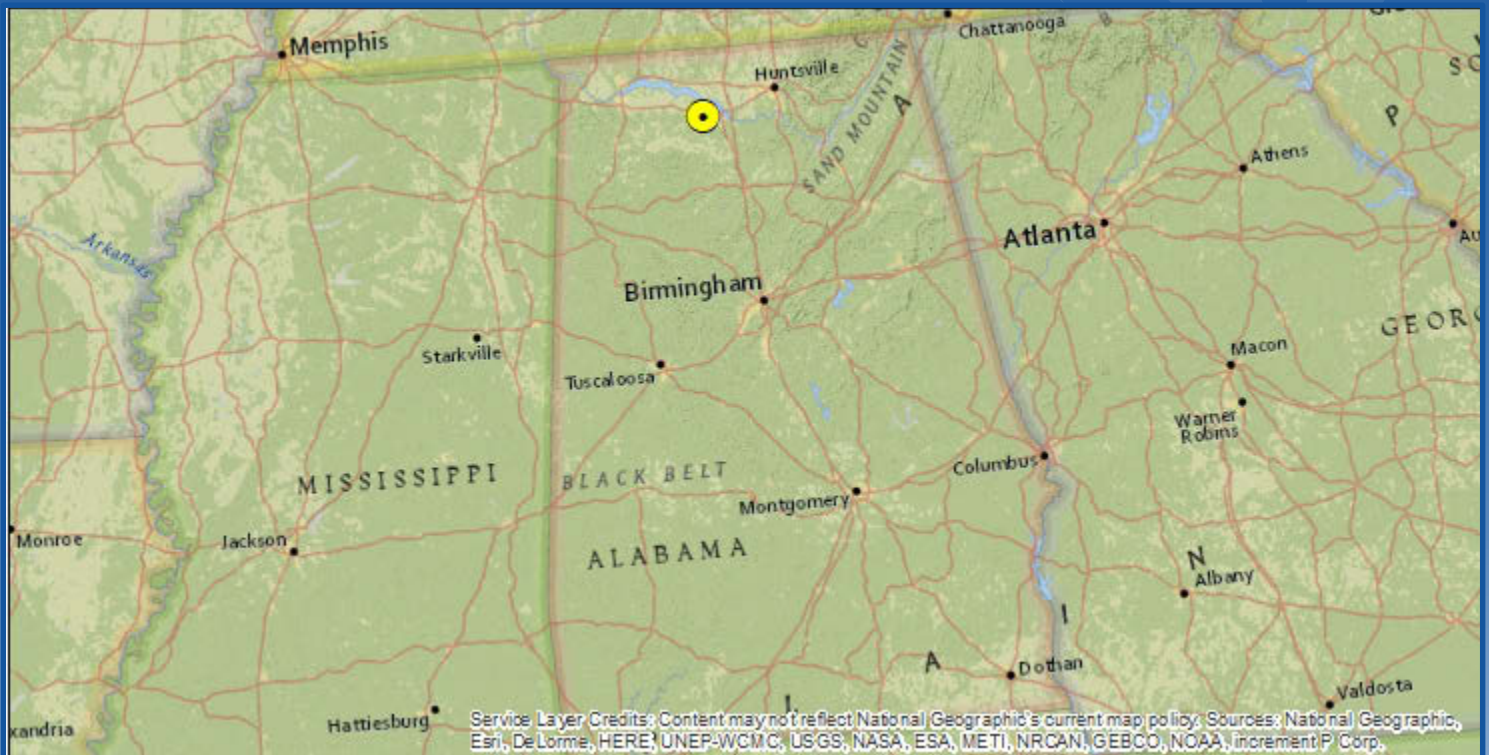 Memphis
Chattanooga
Huntsville
SAND MOUNTAIN
A
P
Athens
Arkansas
Atlanta
Birmingham
GEOR
Starkville
Tuscaloosa
Macon
Warner
Robins
MISSISSIPPI
BLACK BELT
Columbus
Montgomery
Monroe
Jackson
ALABAMA
N
Albany
I
A
Dothan
Valdosta
Hattiesburg
Service Layer Credits: Content may not reflect National Geographic's current map policy. Sources: National Geographic,
Esri, DeLorme, HERE, UNEP-WCMC, USGS, NASA, ESA, METI, NRCAN, GEBCO, NOAA, increment P Corp.